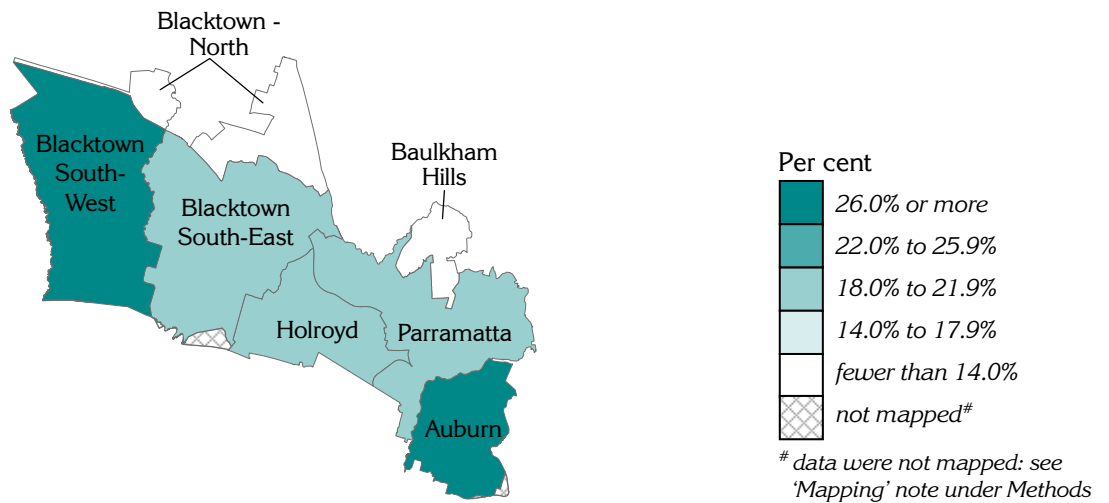 Blacktown -
North
Baulkham
Hills
Blacktown
South-
West
Blacktown
South-East
Holroyd
Parramatta
Auburn
Per cent
26.0% or more
22.0% to 25.9%
18.0% to 21.9%
14.0% to 17.9%
fewer than 14.0%
not mapped#
# data were not mapped: see
'Mapping' note under Methods